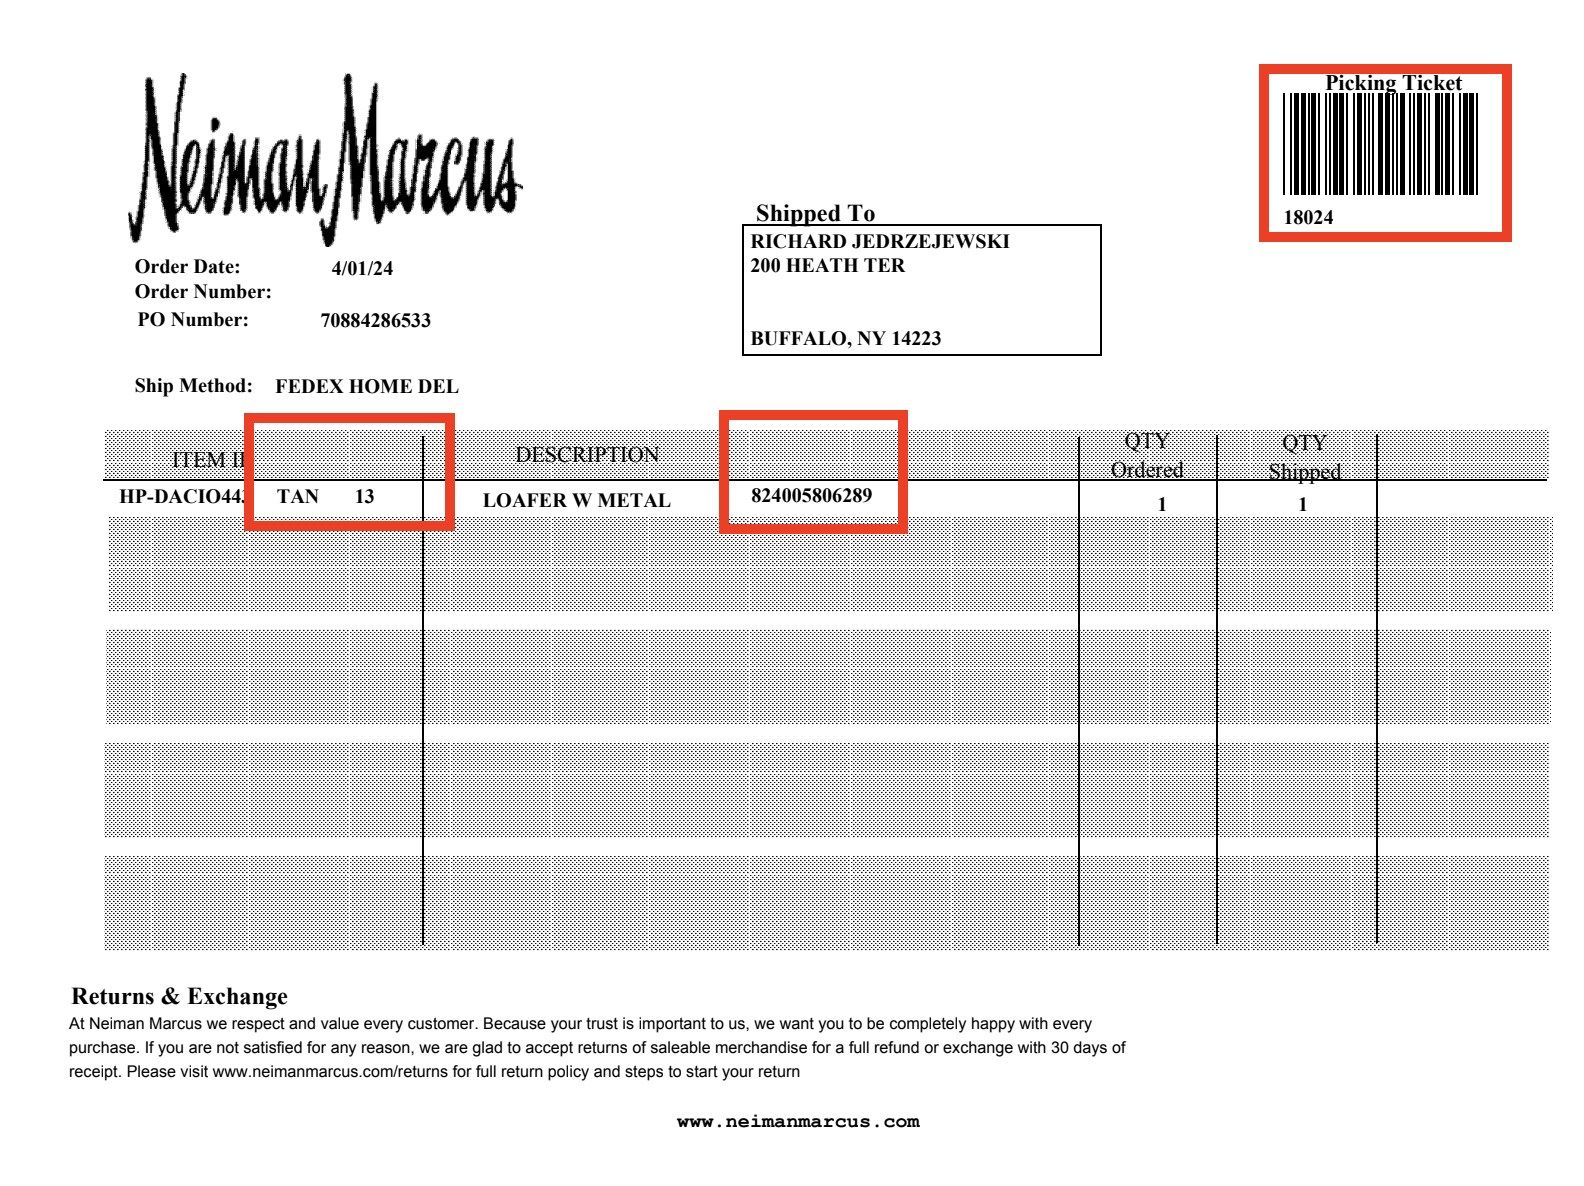 Neiman Marcus
Picking Ticket
18024
Order Date: 4/01/24
Order Number:
PO Number: 70884286533
Ship Method: FEDEX HOME DEL
Shipped To
RICHARD JEDRZEJEWSKI
200 HEATH TER
BUFFALO, NY 14223
ITEM DESCRIPTION QTY Ordered QTY Shipped
TAN 13 LOAFER W METAL 824005806289 1 1
Returns & Exchange
At Neiman Marcus we respect and value every customer. Because your trust is important to us, we want you to be completely happy with every
purchase. If you are not satisfied for any reason, we are glad to accept returns of saleable merchandise for a full refund or exchange with 30 days of
receipt. Please visit www.neimanmarcus.com/returns for full return policy and steps to start your return
www.neimanmarcus.com